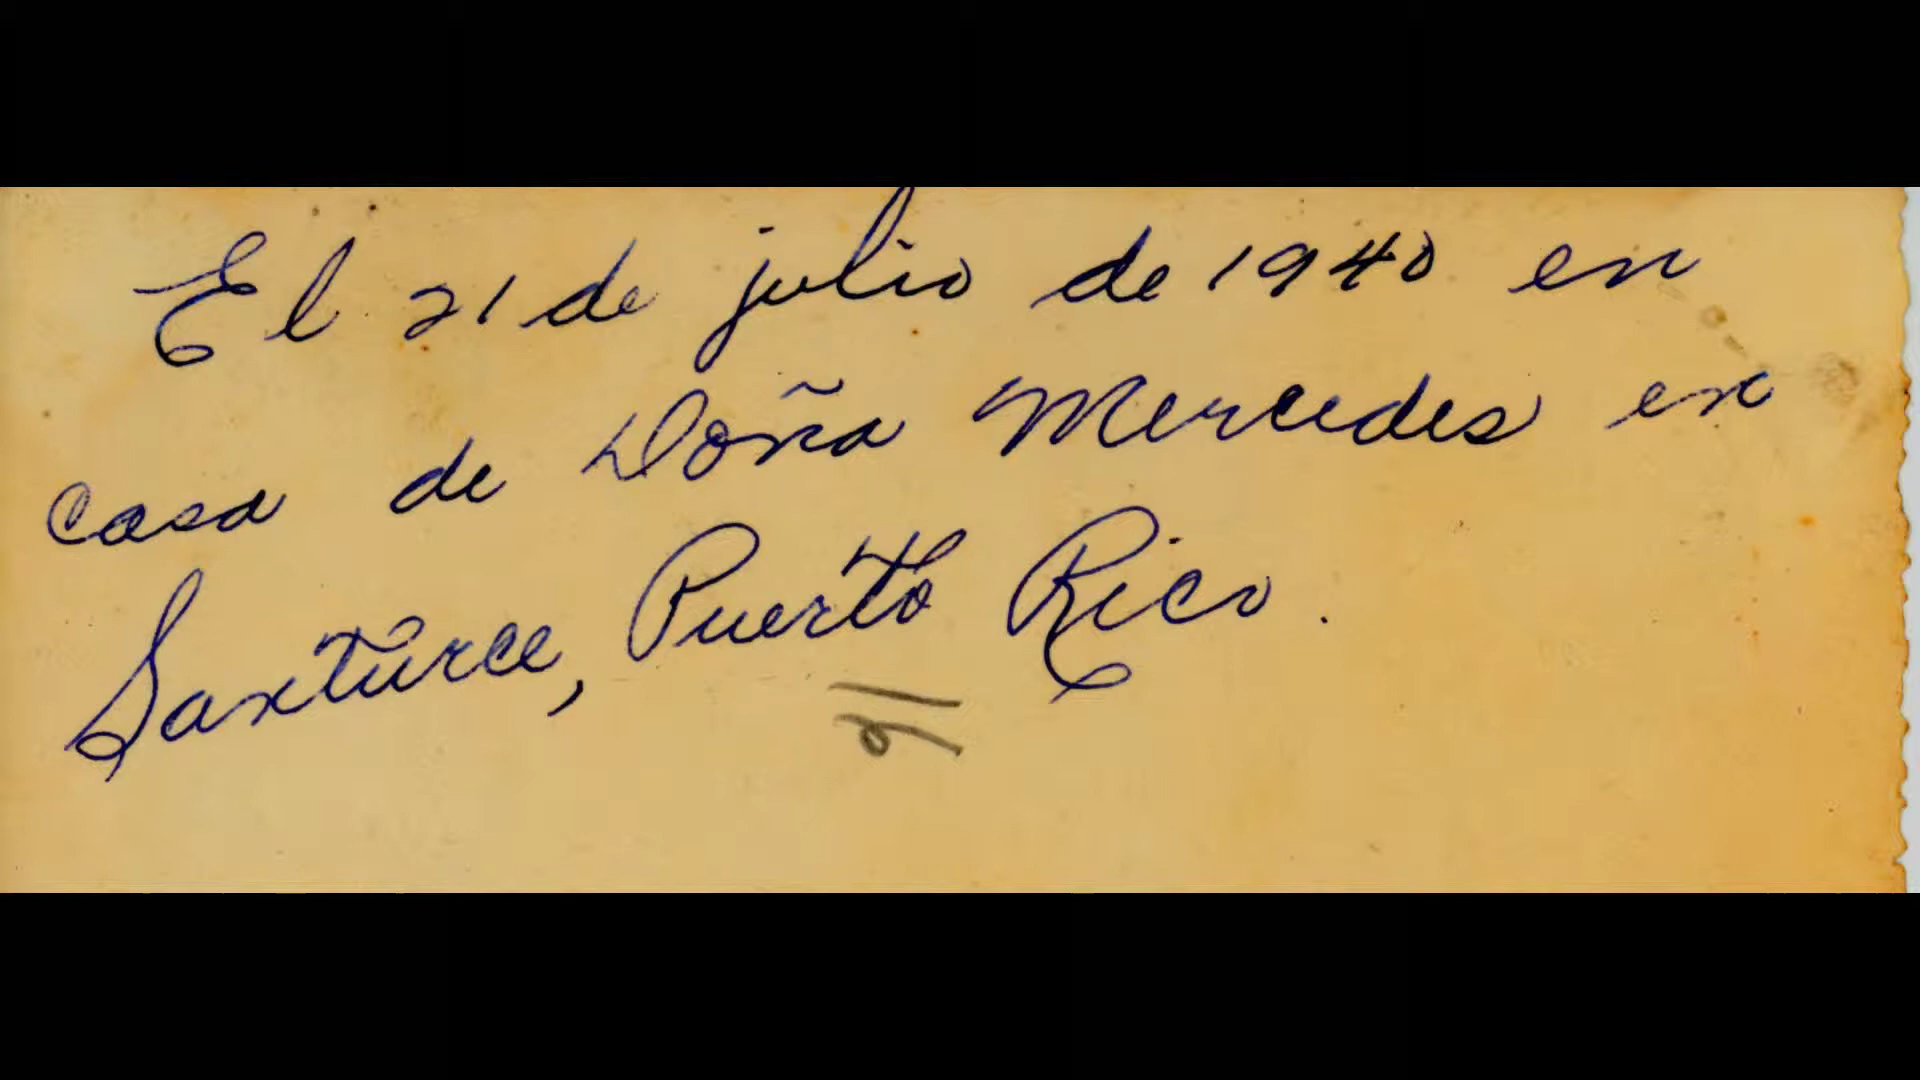 El 21 de julio de 1940 en
casa de Doña Mercedes en
Santurce, Puerto Rico.